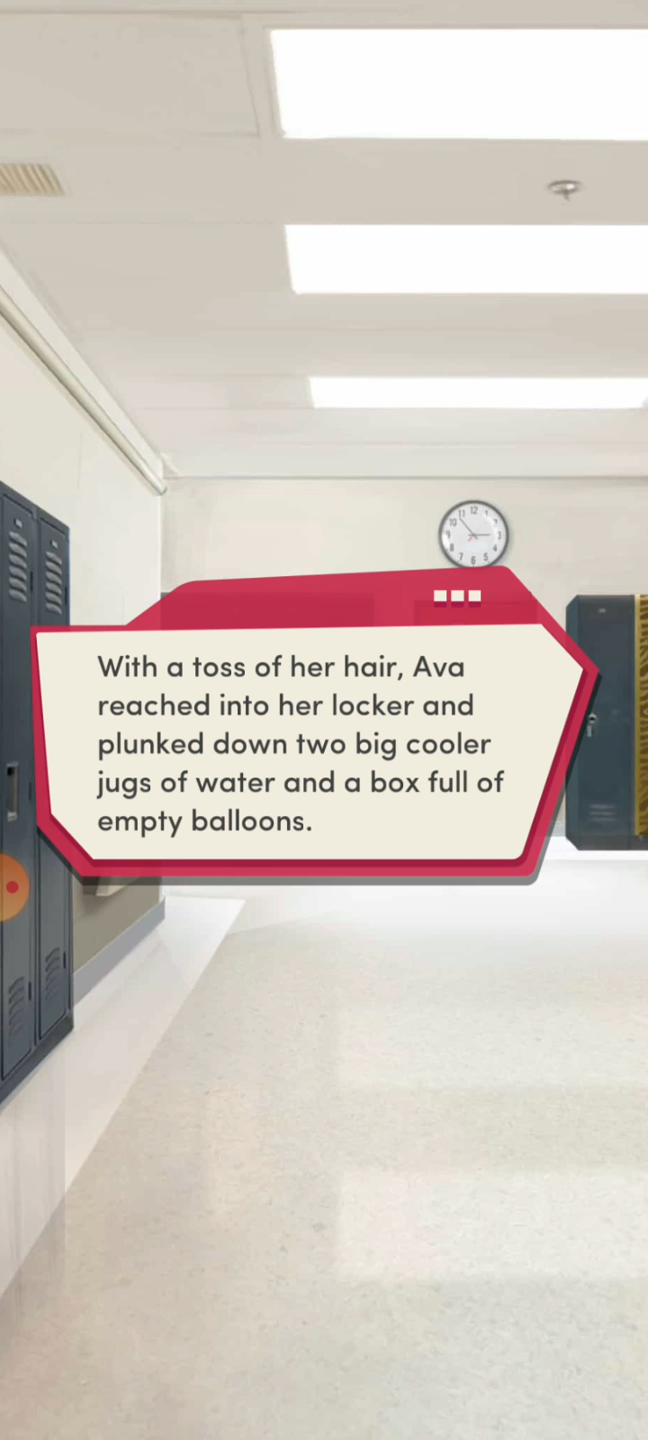 With a toss of her hair, Ava
reached into her locker and
plunked down two big cooler
jugs of water and a box full of
empty balloons.